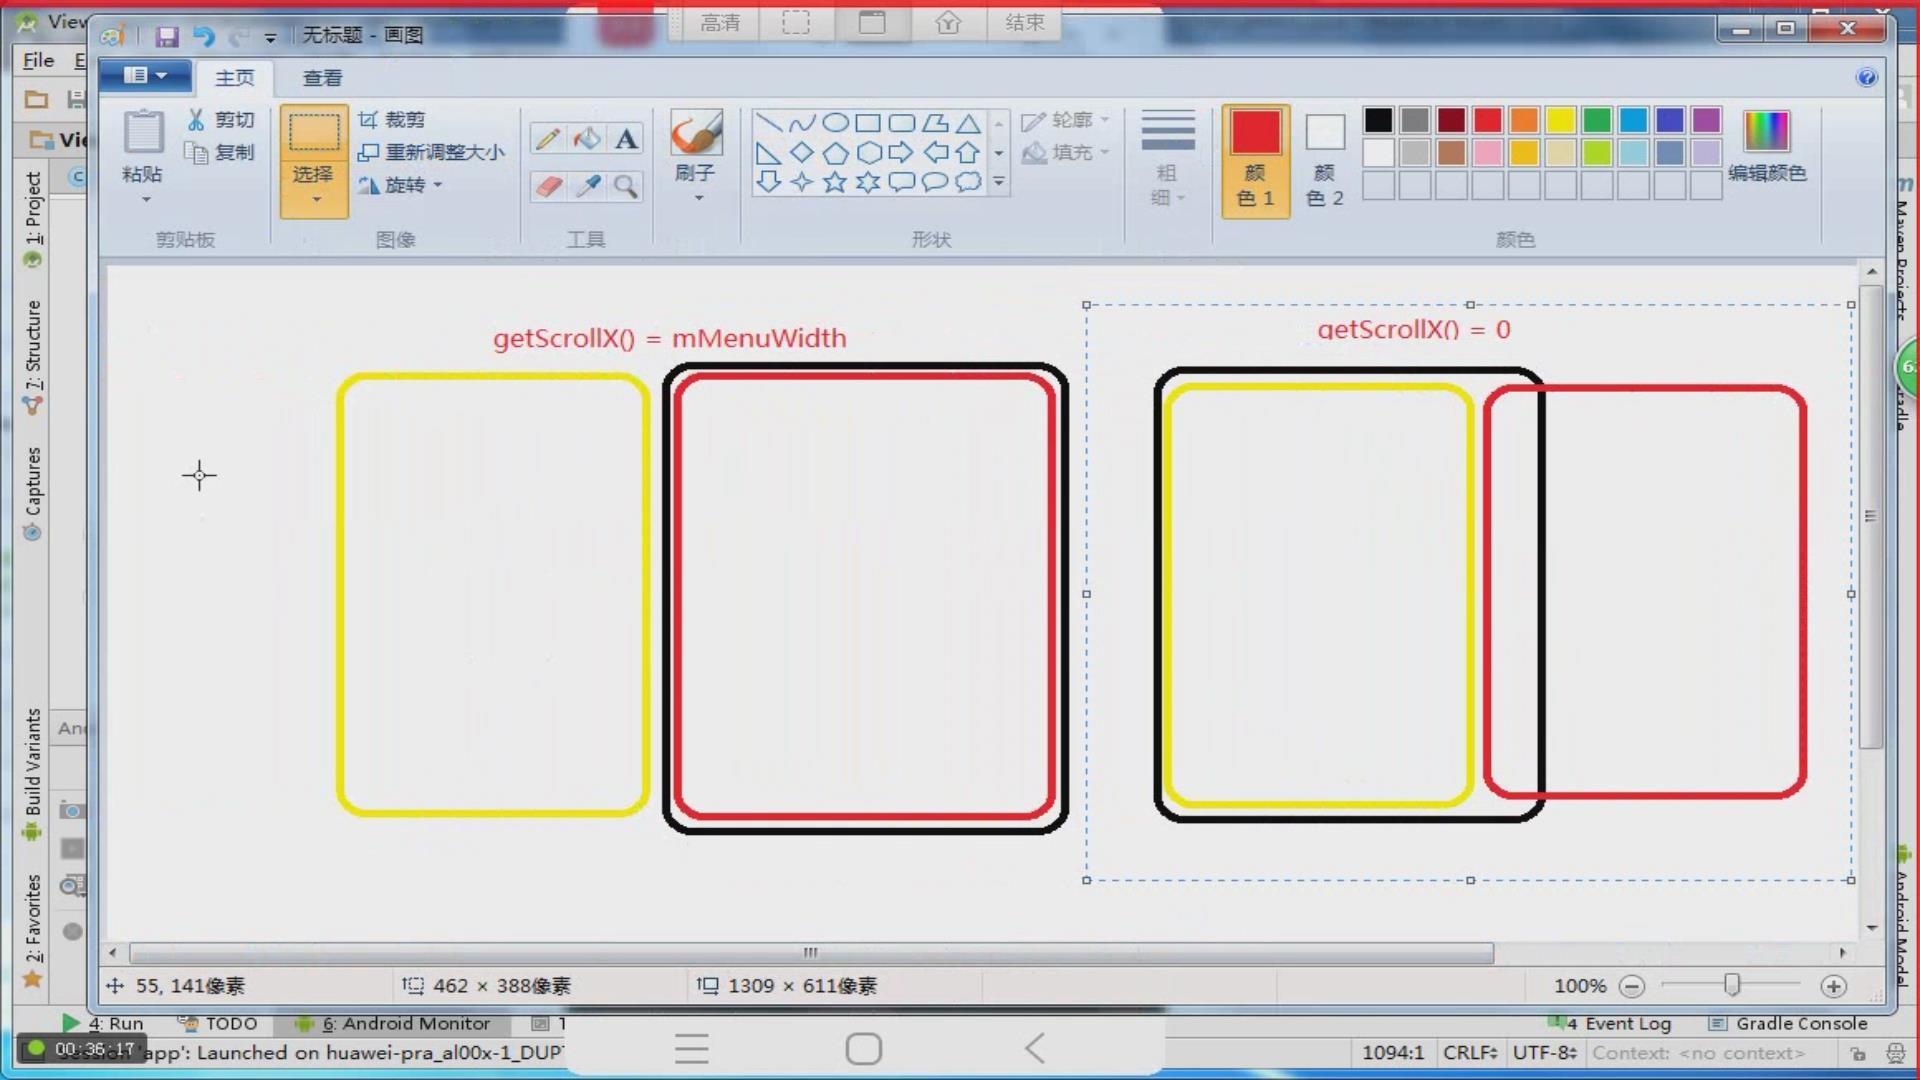 View
无标题 - 画图
高清
结束
File
E
主页
查看
粘贴
剪切
复制
选择
裁剪
重新调整大小
旋转
A
刷子
轮廓
填充
粗
细
颜
色 1
颜
色 2
编辑颜色
剪贴板
图像
工具
形状
颜色
Vie
1: Project
7: Structure
Captures
Build Variants
2: Favorites
Maven Projects
Android Model
And
getScrollX() = mMenuWidth
getScrollX() = 0
55, 141像素
462 × 388像素
1309 × 611像素
100%
4: Run
TODO
6: Android Monitor
4 Event Log
Gradle Console
00:36:17
'app': Launched on huawei-pra_al00x-1_DUP
1094:1
CRLF
UTF-8
Context: <no context>